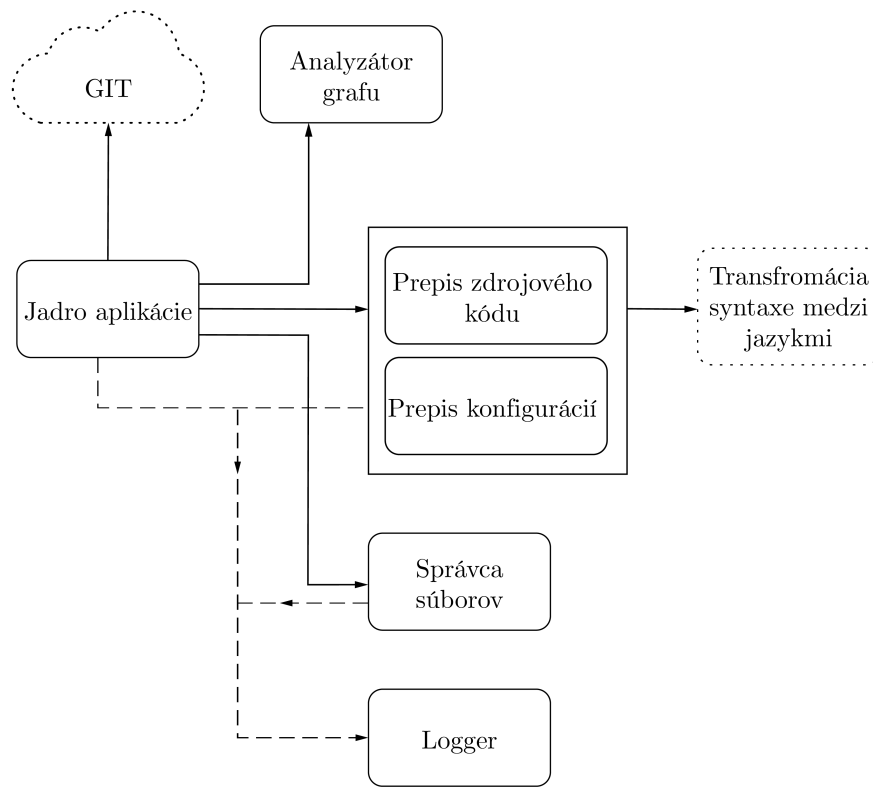 GIT
Analyzátor
grafu
Jadro aplikácie
Prepis zdrojového
kódu
Prepis konfigurácií
Transfromácia
syntaxe medzi
jazykmi
Správca
súborov
Logger